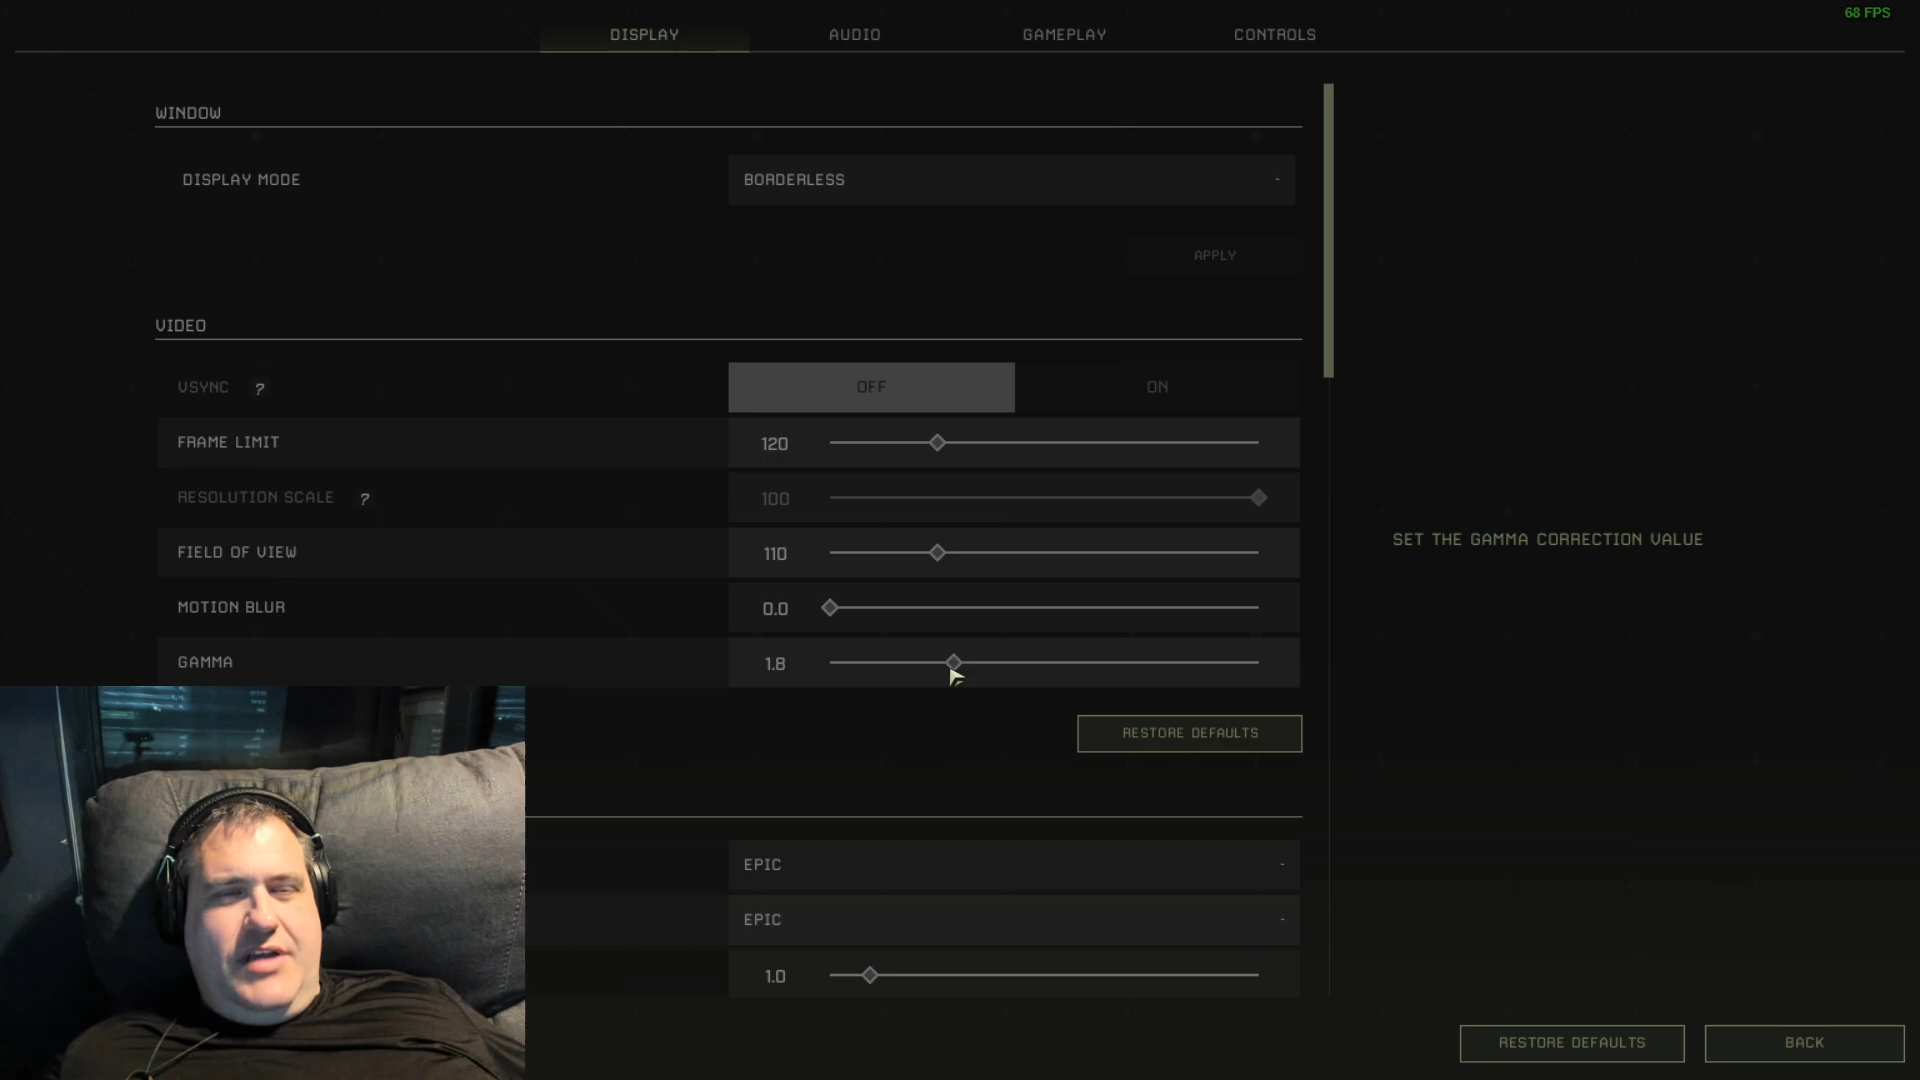 68 FPS
DISPLAY
AUDIO
GAMEPLAY
CONTROLS
WINDOW
DISPLAY MODE
BORDERLESS
APPLY
VIDEO
VSYNC ?
OFF
ON
FRAME LIMIT
120
RESOLUTION SCALE ?
100
FIELD OF VIEW
110
SET THE GAMMA CORRECTION VALUE
MOTION BLUR
0.0
GAMMA
1.8
RESTORE DEFAULTS
EPIC
EPIC
1.0
RESTORE DEFAULTS
BACK